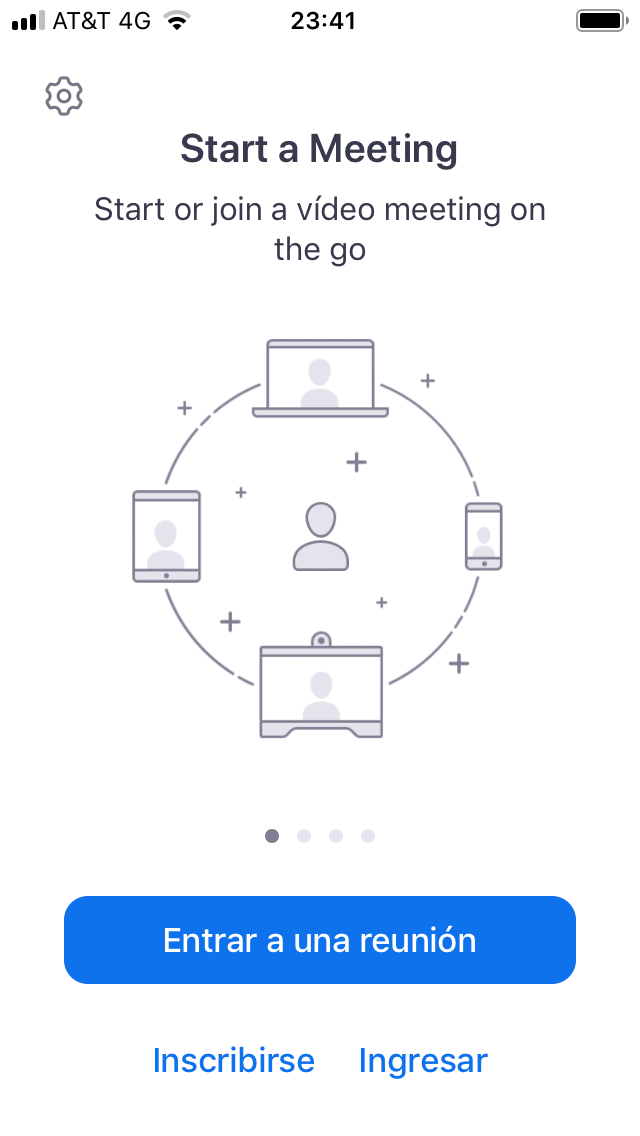 AT&T 4G 23:41
Start a Meeting
Start or join a vídeo meeting on
the go
Entrar a una reunión
Inscribirse Ingresar